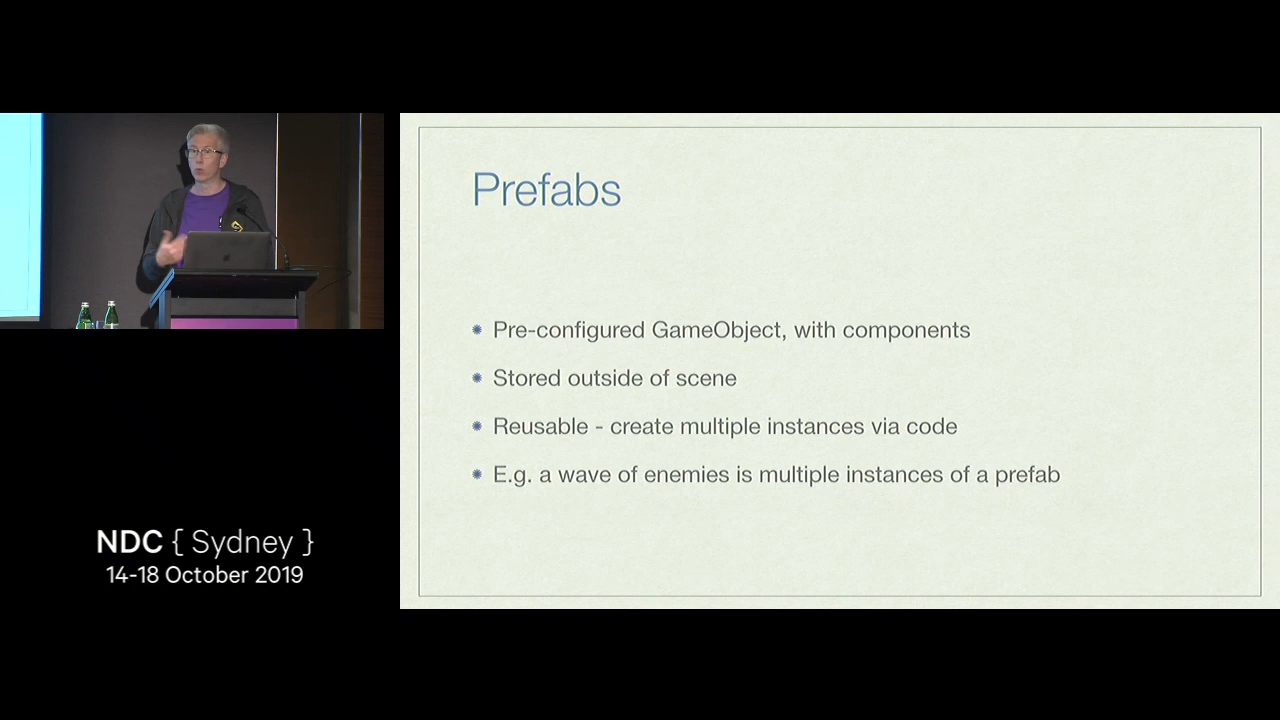 Prefabs
Pre-configured GameObject, with components
Stored outside of scene
Reusable - create multiple instances via code
E.g. a wave of enemies is multiple instances of a prefab
NDC { Sydney }
14-18 October 2019